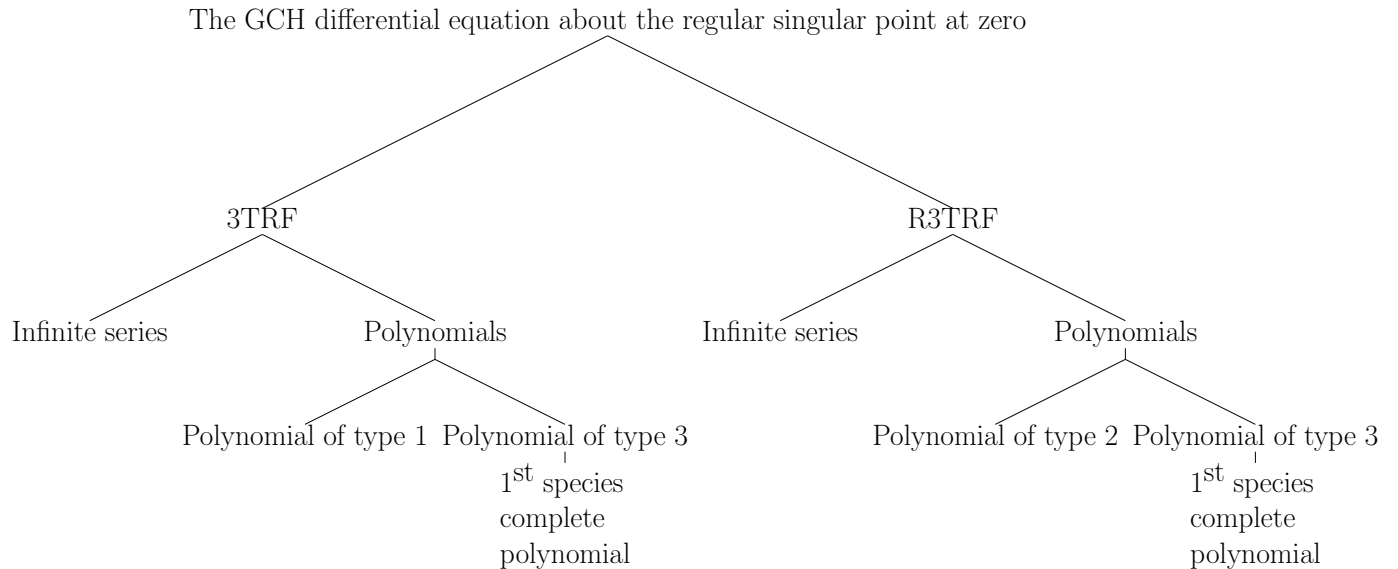 The GCH differential equation about the regular singular point at zero
3TRF
R3TRF
Infinite series
Polynomials
Infinite series
Polynomials
Polynomial of type 1
Polynomial of type 3
Polynomial of type 2
Polynomial of type 3
1st species
complete
polynomial
1st species
complete
polynomial